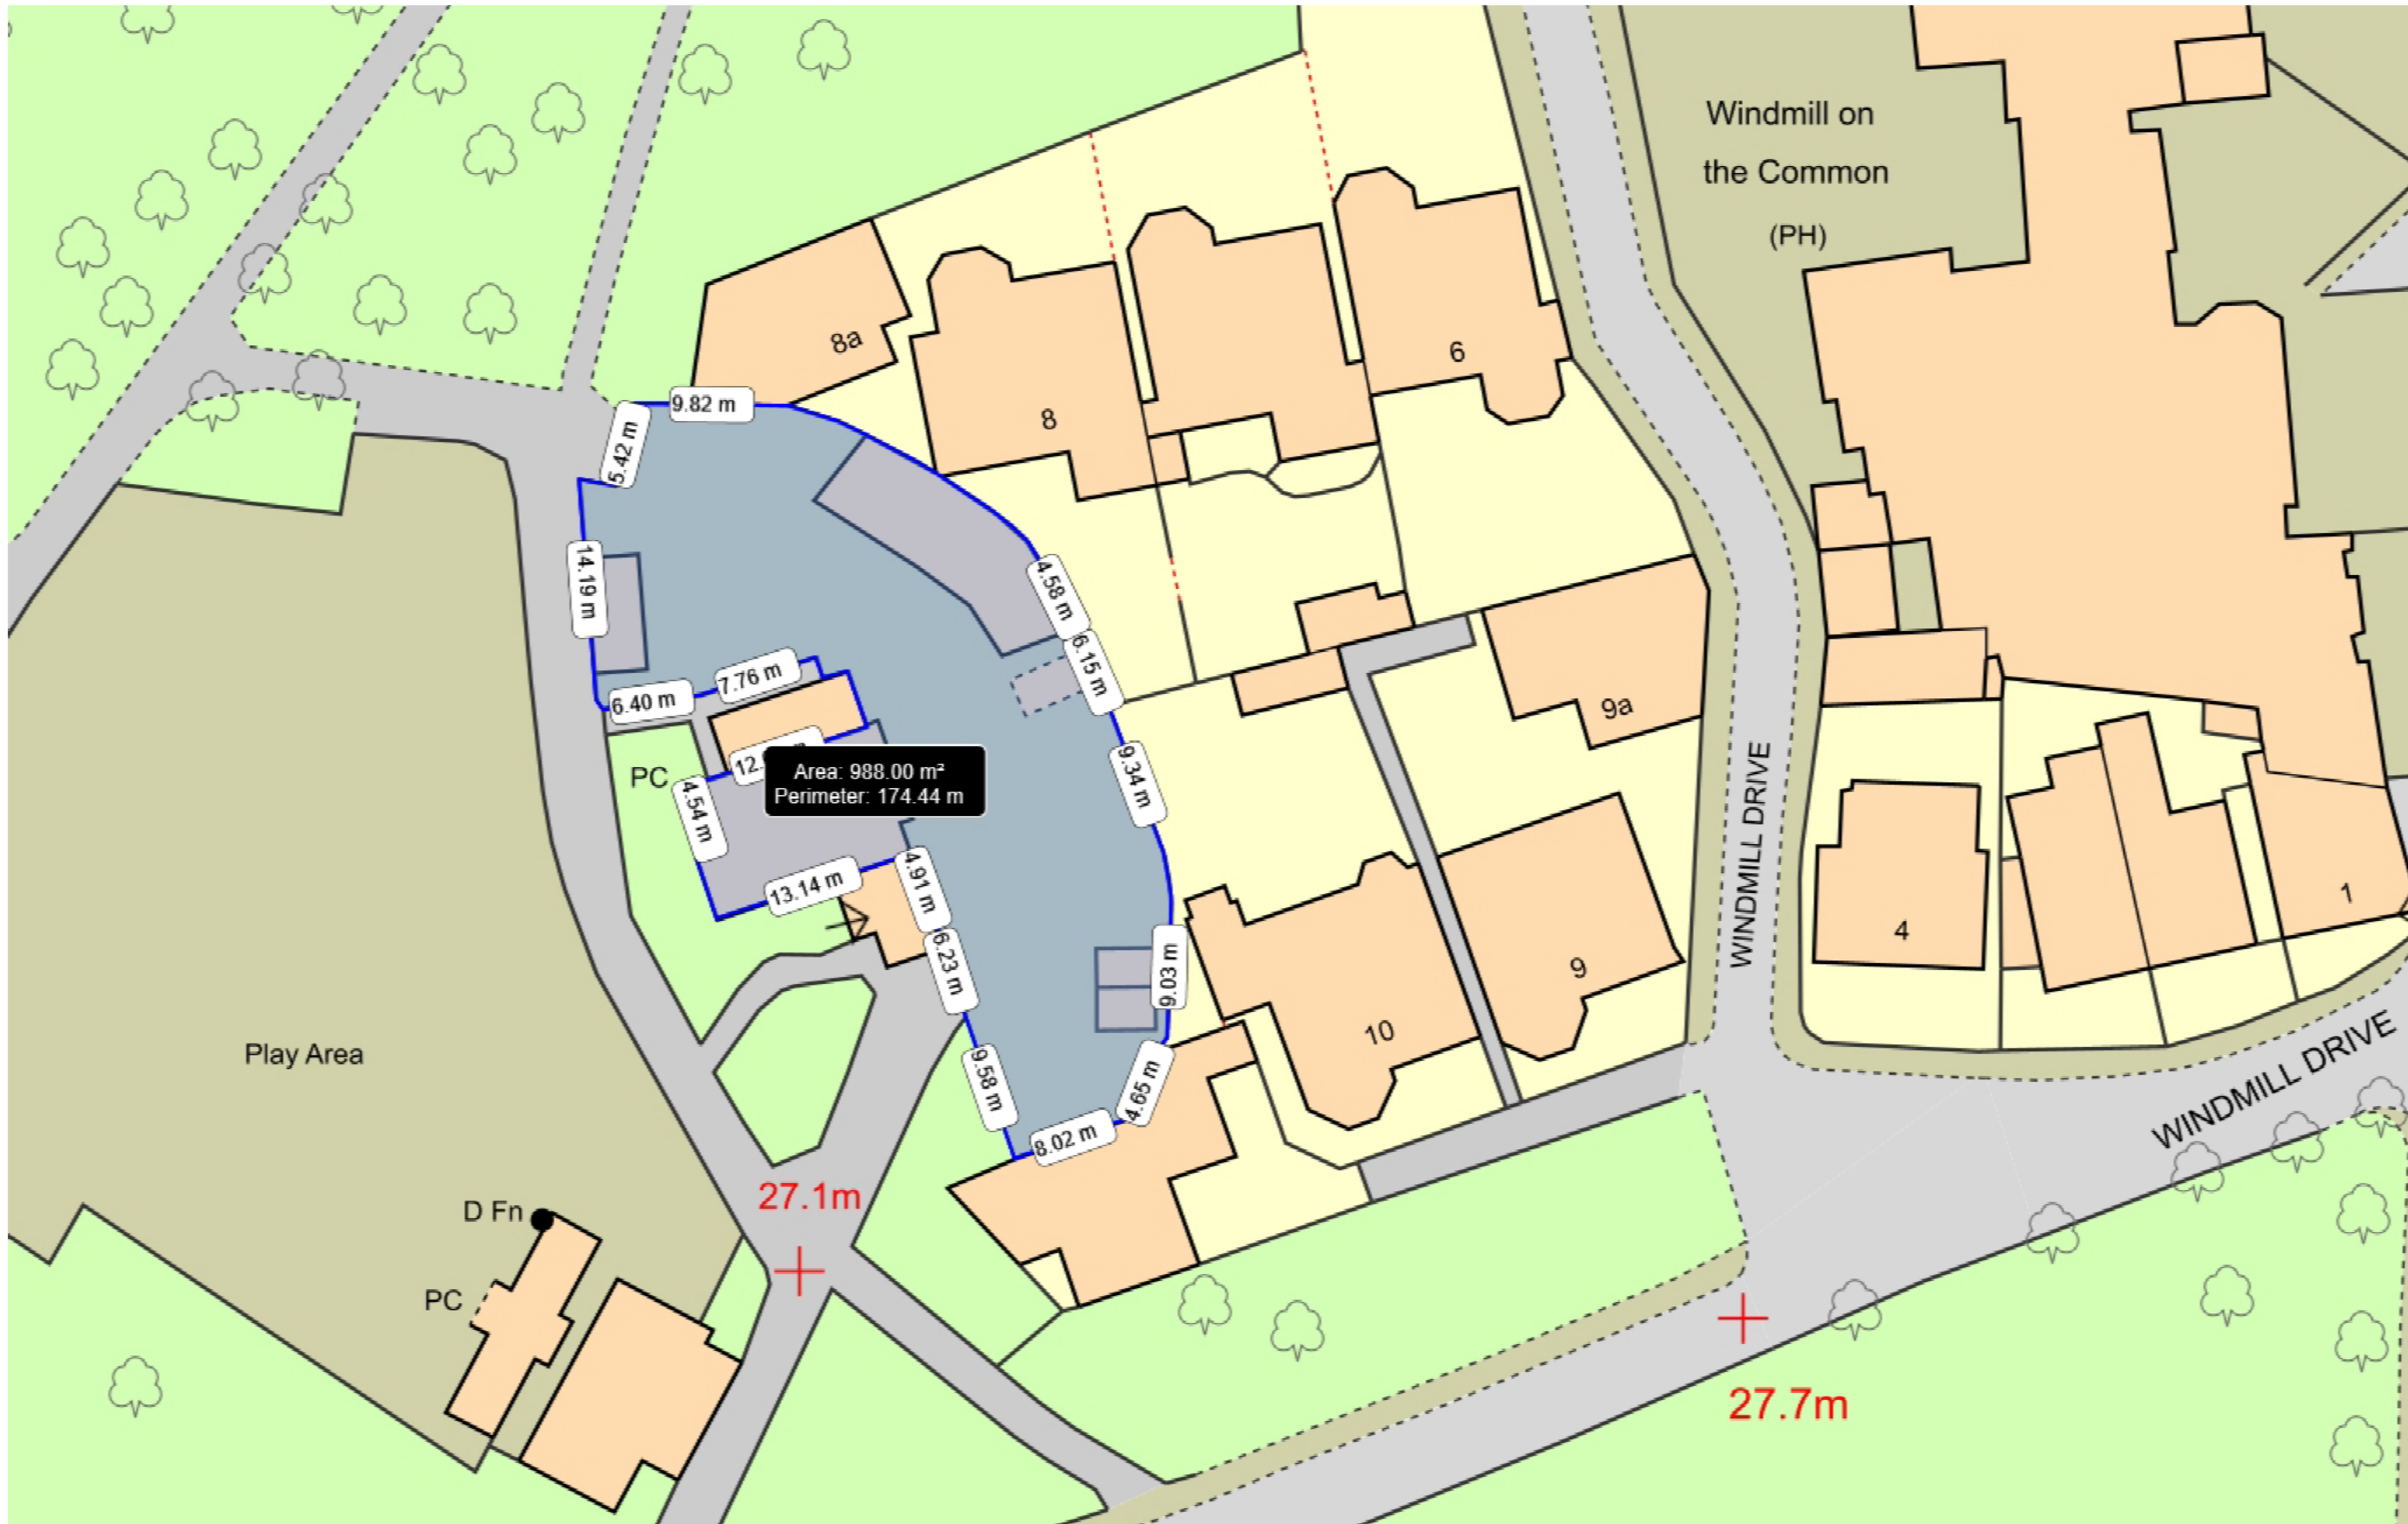 Windmill on
the Common
(PH)
8a
6
9.82 m
8
5.42 m
14.19 m
4.58 m
6.15 m
7.76 m
6.40 m
9a
WINDMILL DRIVE
PC
Area: 988.00 m²
Perimeter: 174.44 m
4.54 m
9.34 m
13.14 m
4.91 m
1
4
6.23 m
9.03 m
9
10
Play Area
9.58 m
4.65 m
8.02 m
WINDMILL DRIVE
27.1m
D Fn
PC
27.7m